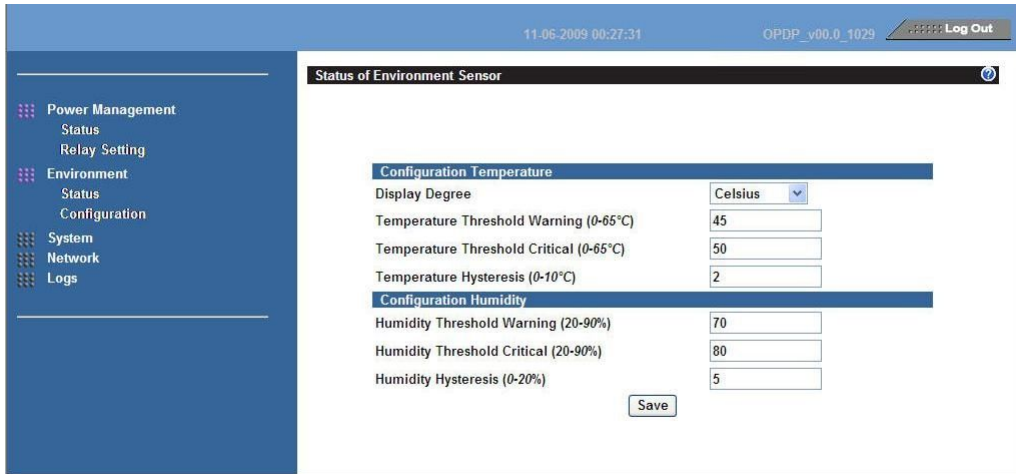 11-06-2009 00:27:31 OPDP_v00.0_1029 Log Out
Status of Environment Sensor ?
Power Management
Status
Relay Setting
Environment
Status
Configuration
System
Network
Logs
Configuration Temperature
Display Degree Celsius
Temperature Threshold Warning (0-65°C) 45
Temperature Threshold Critical (0-65°C) 50
Temperature Hysteresis (0-10°C) 2
Configuration Humidity
Humidity Threshold Warning (20-90%) 70
Humidity Threshold Critical (20-90%) 80
Humidity Hysteresis (0-20%) 5
Save